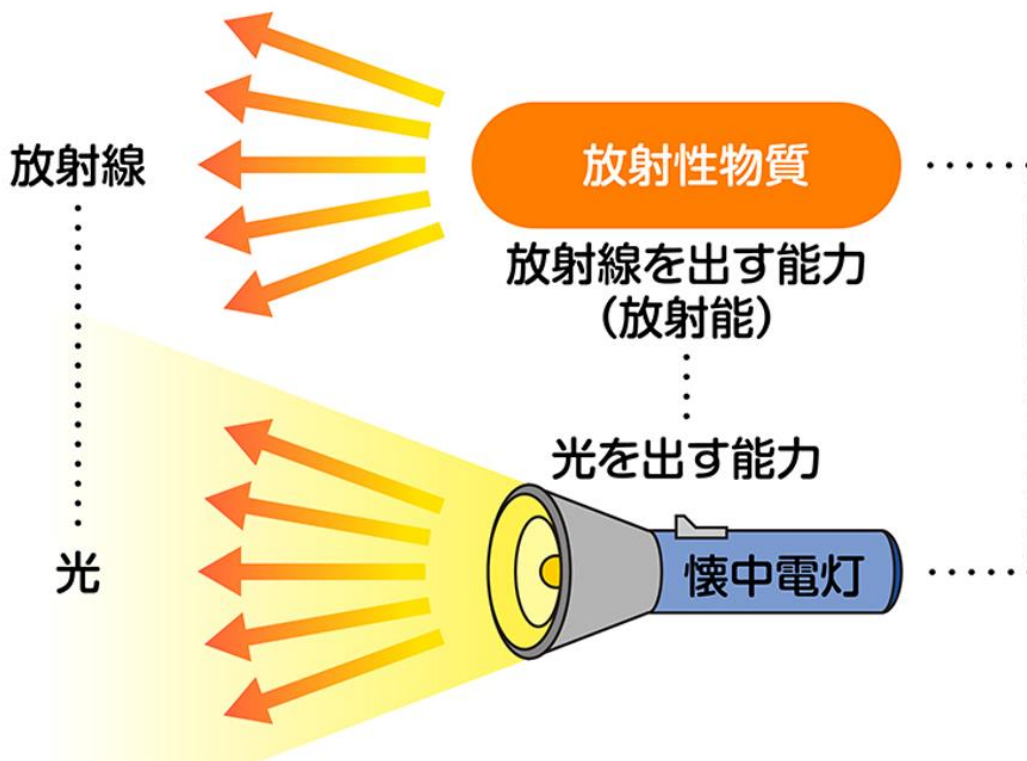 放射線
放射性物質
放射線を出す能力
(放射能)
光を出す能力
光
懐中電灯